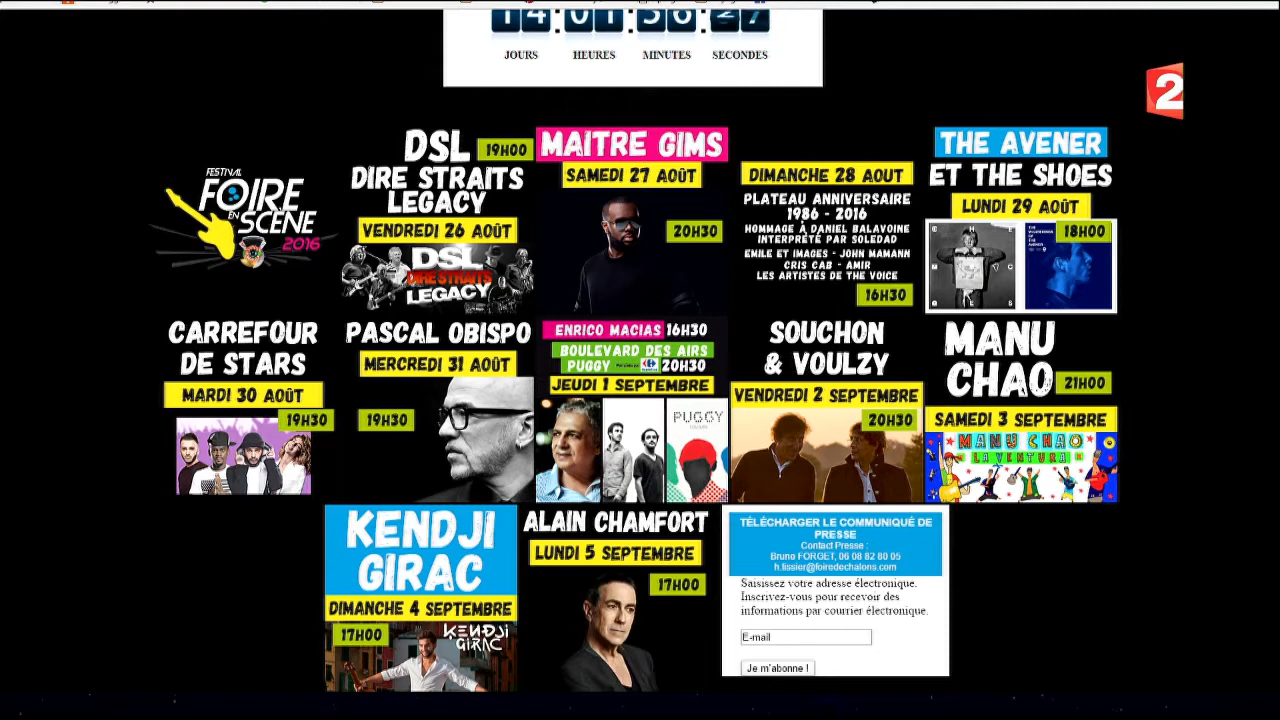 14:01:56:27
JOURS HEURES MINUTES SECONDES
2
FESTIVAL
FOIRE
EN
SCÈNE
2016
DSL 19H00
DIRE STRAITS
LEGACY
VENDREDI 26 AOÛT
DSL
DIRE STRAITS
LEGACY
MAITRE GIMS
SAMEDI 27 AOÛT
20H30
DIMANCHE 28 AOUT
PLATEAU ANNIVERSAIRE
1986 - 2016
HOMMAGE À DANIEL BALAVOINE
INTERPRÉTÉ PAR SOLEDAD
EMILE ET IMAGES - JOHN MAMANN
CRIS CAB - AMIR
LES ARTISTES DE THE VOICE
16H30
THE AVENER
ET THE SHOES
LUNDI 29 AOÛT
18H00
CARREFOUR
DE STARS
MARDI 30 AOÛT
19H30
PASCAL OBISPO
MERCREDI 31 AOÛT
19H30
ENRICO MACIAS 16H30
BOULEVARD DES AIRS
PUGGY 20H30
JEUDI 1 SEPTEMBRE
PUGGY
SOUCHON
& VOULZY
VENDREDI 2 SEPTEMBRE
20H30
MANU
CHAO 21H00
SAMEDI 3 SEPTEMBRE
MANU CHAO
LA VENTURA
KENDJI
GIRAC
DIMANCHE 4 SEPTEMBRE
17H00
KENDJI
GIRAC
ALAIN CHAMFORT
LUNDI 5 SEPTEMBRE
17H00
TÉLÉCHARGER LE COMMUNIQUÉ DE
PRESSE
Contact Presse :
Bruno FORGET, 06 08 82 80 05
h.lissier@foiredechalons.com
Saisissez votre adresse électronique.
Inscrivez-vous pour recevoir des
informations par courrier électronique.
E-mail
Je m'abonne !